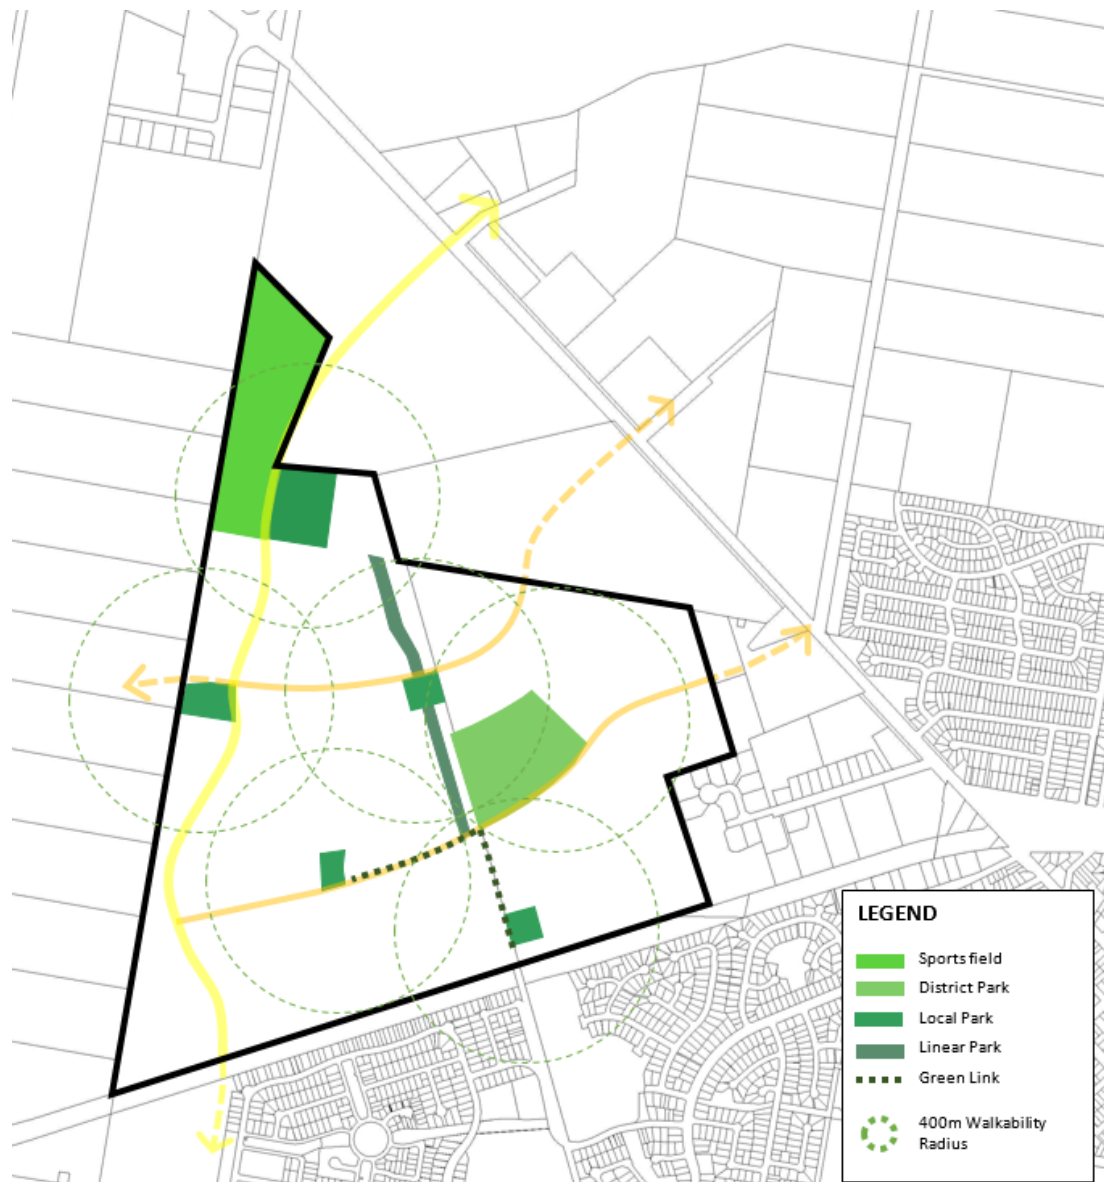 LEGEND
Sports field
District Park
Local Park
Linear Park
Green Link
400m Walkability
Radius